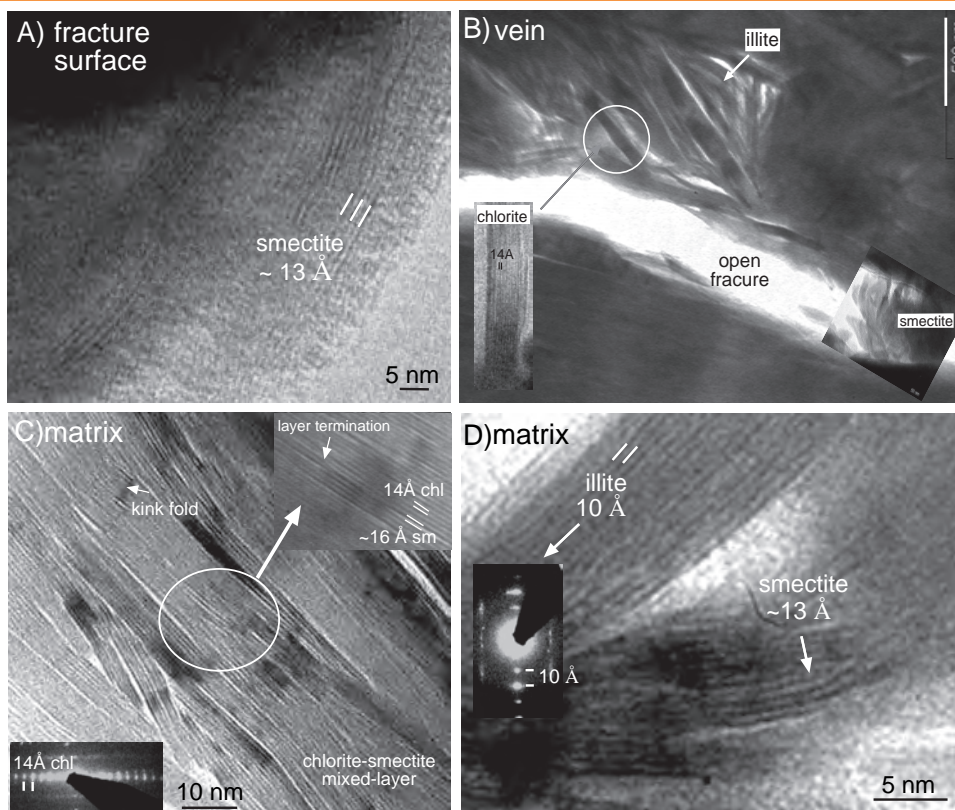 A) fracture
surface
smectite
~ 13 Å
5 nm
B) vein
illite
chlorite
14A
open
fracure
smectite
C)matrix
layer termination
kink fold
14Å chl
~16 Å sm
14Å chl
10 nm
chlorite-smectite
mixed-layer
D)matrix
illite
10 Å
smectite
~13 Å
10 Å
5 nm